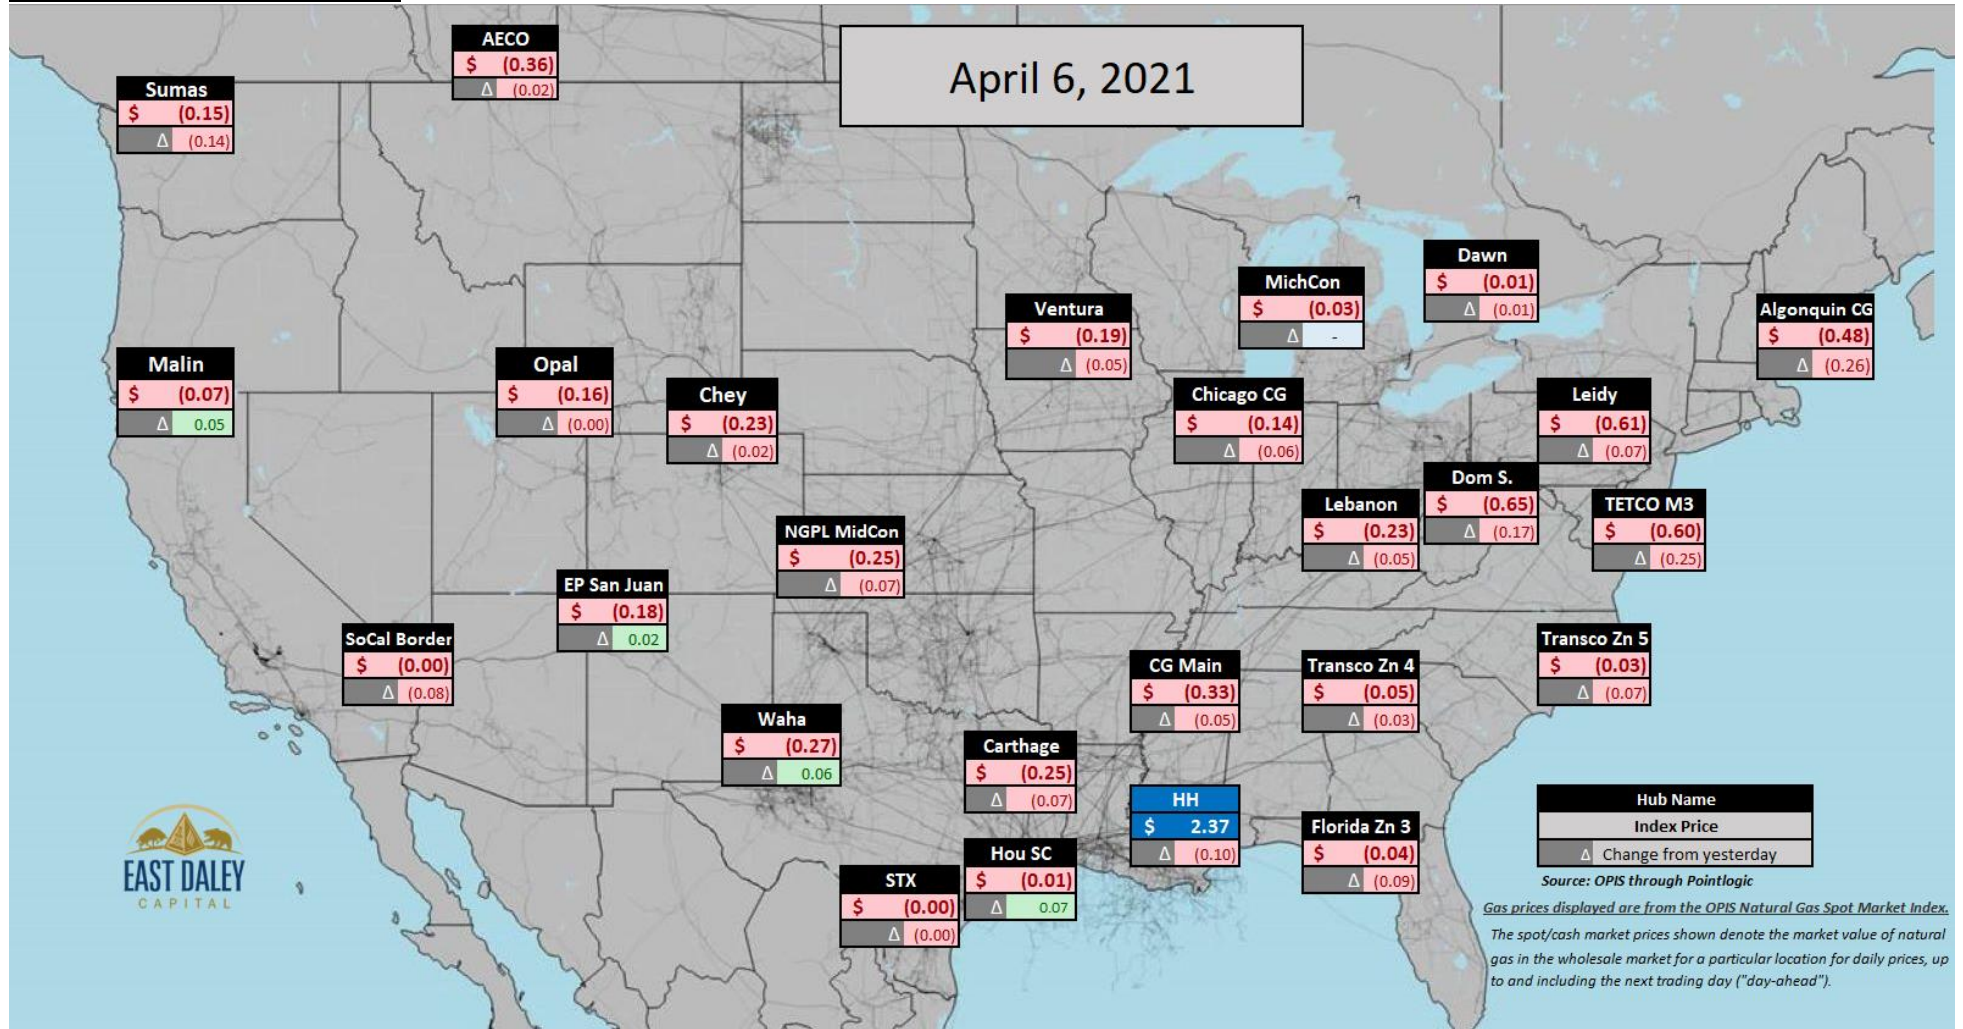 April 6, 2021
AECO
$ (0.36)
Δ (0.02)
Sumas
$ (0.15)
Δ (0.14)
Dawn
$ (0.01)
Δ (0.01)
MichCon
$ (0.03)
Δ -
Ventura
$ (0.19)
Δ (0.05)
Algonquin CG
$ (0.48)
Δ (0.26)
Malin
$ (0.07)
Δ 0.05
Opal
$ (0.16)
Δ (0.00)
Chey
$ (0.23)
Δ (0.02)
Chicago CG
$ (0.14)
Δ (0.06)
Leidy
$ (0.61)
Δ (0.07)
Dom S.
$ (0.65)
Δ (0.17)
Lebanon
$ (0.23)
Δ (0.05)
TETCO M3
$ (0.60)
Δ (0.25)
NGPL MidCon
$ (0.25)
Δ (0.07)
EP San Juan
$ (0.18)
Δ 0.02
SoCal Border
$ (0.00)
Δ (0.08)
CG Main
$ (0.33)
Δ (0.05)
Transco Zn 4
$ (0.05)
Δ (0.03)
Transco Zn 5
$ (0.03)
Δ (0.07)
Waha
$ (0.27)
Δ 0.06
Carthage
$ (0.25)
Δ (0.07)
HH
$ 2.37
Δ (0.10)
Florida Zn 3
$ (0.04)
Δ (0.09)
Hou SC
$ (0.01)
Δ 0.07
STX
$ (0.00)
Δ (0.00)
EAST DALEY
CAPITAL
Hub Name
Index Price
Δ Change from yesterday
Source: OPIS through Pointlogic
Gas prices displayed are from the OPIS Natural Gas Spot Market Index.
The spot/cash market prices shown denote the market value of natural
gas in the wholesale market for a particular location for daily prices, up
to and including the next trading day ("day-ahead").